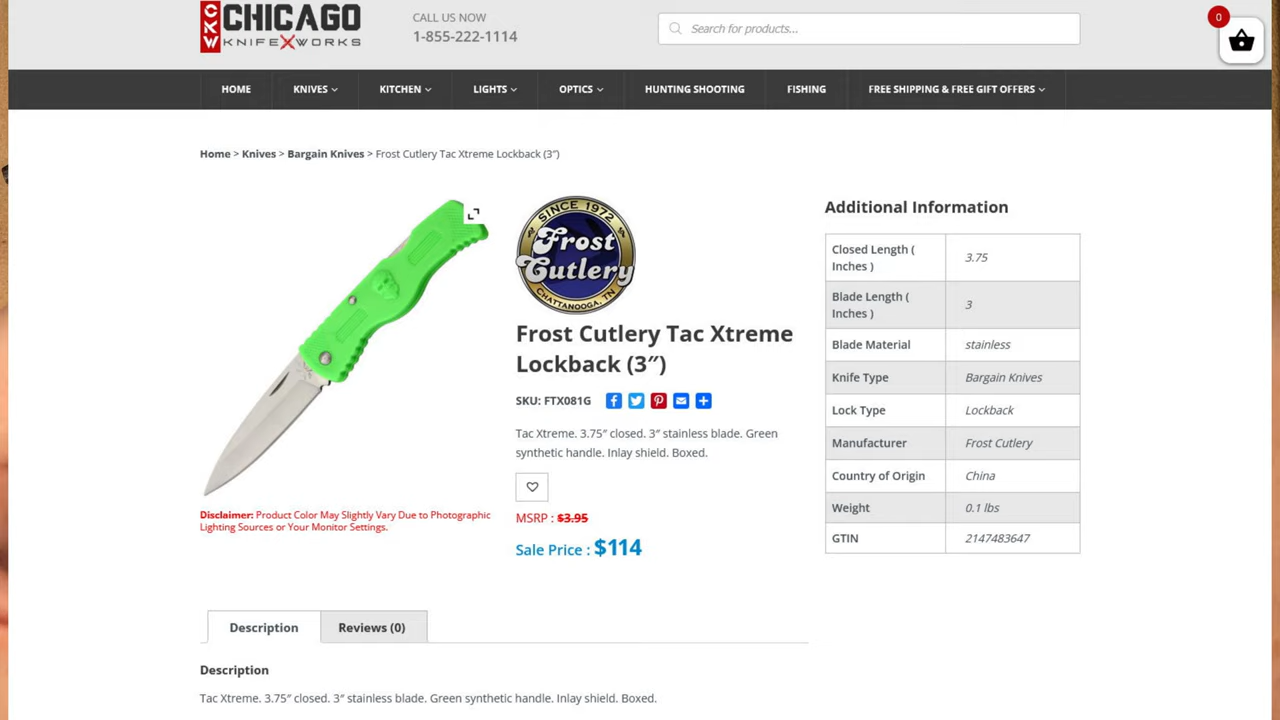 CKW
CHICAGO
KNIFE WORKS
CALL US NOW
1-855-222-1114
Search for products...
0
HOME
KNIVES
KITCHEN
LIGHTS
OPTICS
HUNTING SHOOTING
FISHING
FREE SHIPPING & FREE GIFT OFFERS
Home > Knives > Bargain Knives > Frost Cutlery Tac Xtreme Lockback (3″)
SINCE 1972
Frost
Cutlery
CHATTANOOGA, TN
Frost Cutlery Tac Xtreme
Lockback (3″)
SKU: FTX081G
Tac Xtreme. 3.75″ closed. 3″ stainless blade. Green
synthetic handle. Inlay shield. Boxed.
MSRP : $3.95
Sale Price : $114
Disclaimer: Product Color May Slightly Vary Due to Photographic
Lighting Sources or Your Monitor Settings.
Additional Information
Closed Length (
Inches )
3.75
Blade Length (
Inches )
3
Blade Material
stainless
Knife Type
Bargain Knives
Lock Type
Lockback
Manufacturer
Frost Cutlery
Country of Origin
China
Weight
0.1 lbs
GTIN
2147483647
Description
Reviews (0)
Description
Tac Xtreme. 3.75″ closed. 3″ stainless blade. Green synthetic handle. Inlay shield. Boxed.